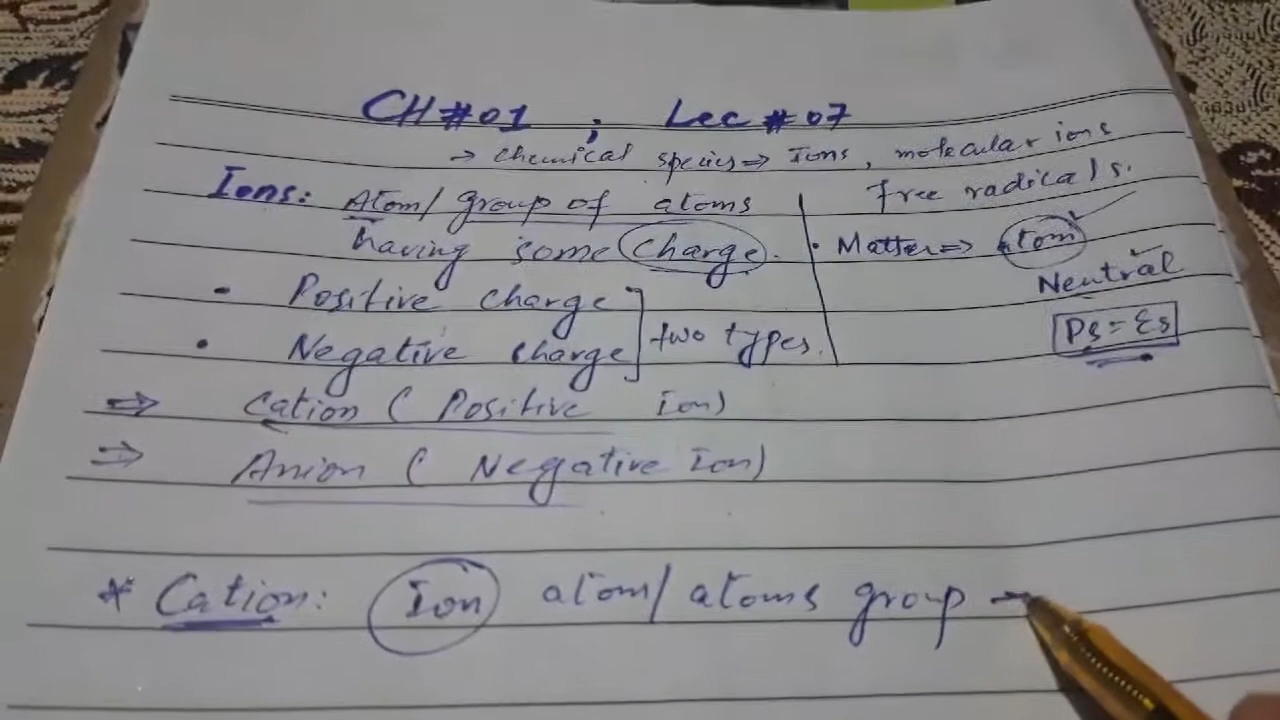 CH#01 ; Lec #07
→ chemical species ⇒ Ions, molecular ions
free radicals.
Ions: Atom/ group of atoms
having some charge.
• Matter ⇒ atom
Neutral
Ps = Es
• Positive charge
• Negative charge
two types.
⇒ Cation ( Positive Ion)
⇒ Anion ( Negative Ion)
* Cation: Ion atom/ atoms group →